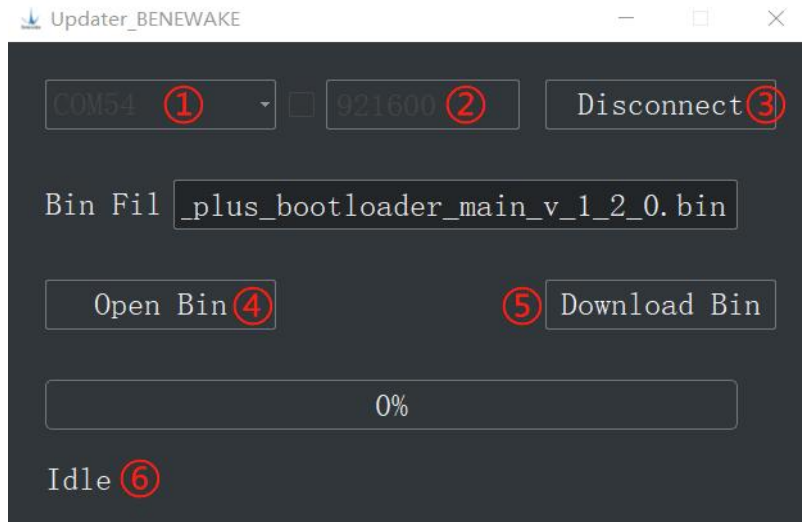 Updater_BENEWAKE
COM54 ① 921600 ② Disconnect ③
Bin Fil _plus_bootloader_main_v_1_2_0.bin
Open Bin ④ ⑤ Download Bin
0%
Idle ⑥